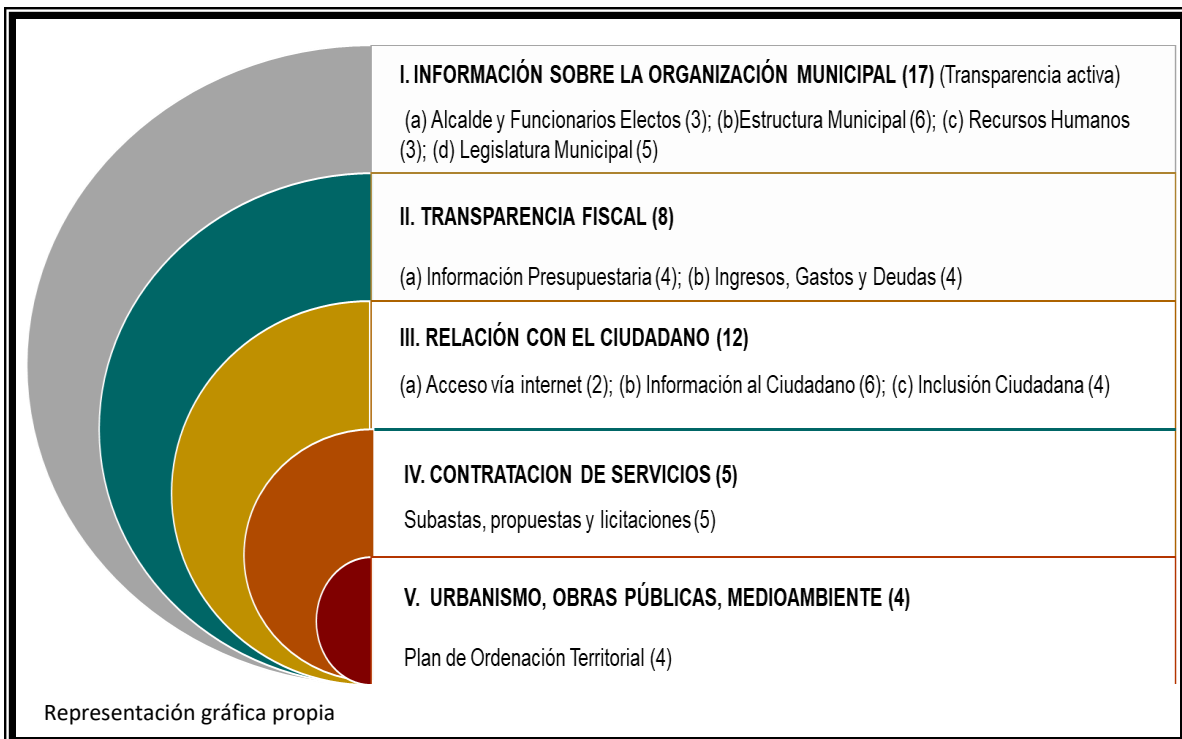 I. INFORMACIÓN SOBRE LA ORGANIZACIÓN MUNICIPAL (17) (Transparencia activa)
(a) Alcalde y Funcionarios Electos (3); (b)Estructura Municipal (6); (c) Recursos Humanos
(3); (d) Legislatura Municipal (5)
II. TRANSPARENCIA FISCAL (8)
(a) Información Presupuestaria (4); (b) Ingresos, Gastos y Deudas (4)
III. RELACIÓN CON EL CIUDADANO (12)
(a) Acceso vía internet (2); (b) Información al Ciudadano (6); (c) Inclusión Ciudadana (4)
IV. CONTRATACION DE SERVICIOS (5)
Subastas, propuestas y licitaciones (5)
V. URBANISMO, OBRAS PÚBLICAS, MEDIOAMBIENTE (4)
Plan de Ordenación Territorial (4)
Representación gráfica propia